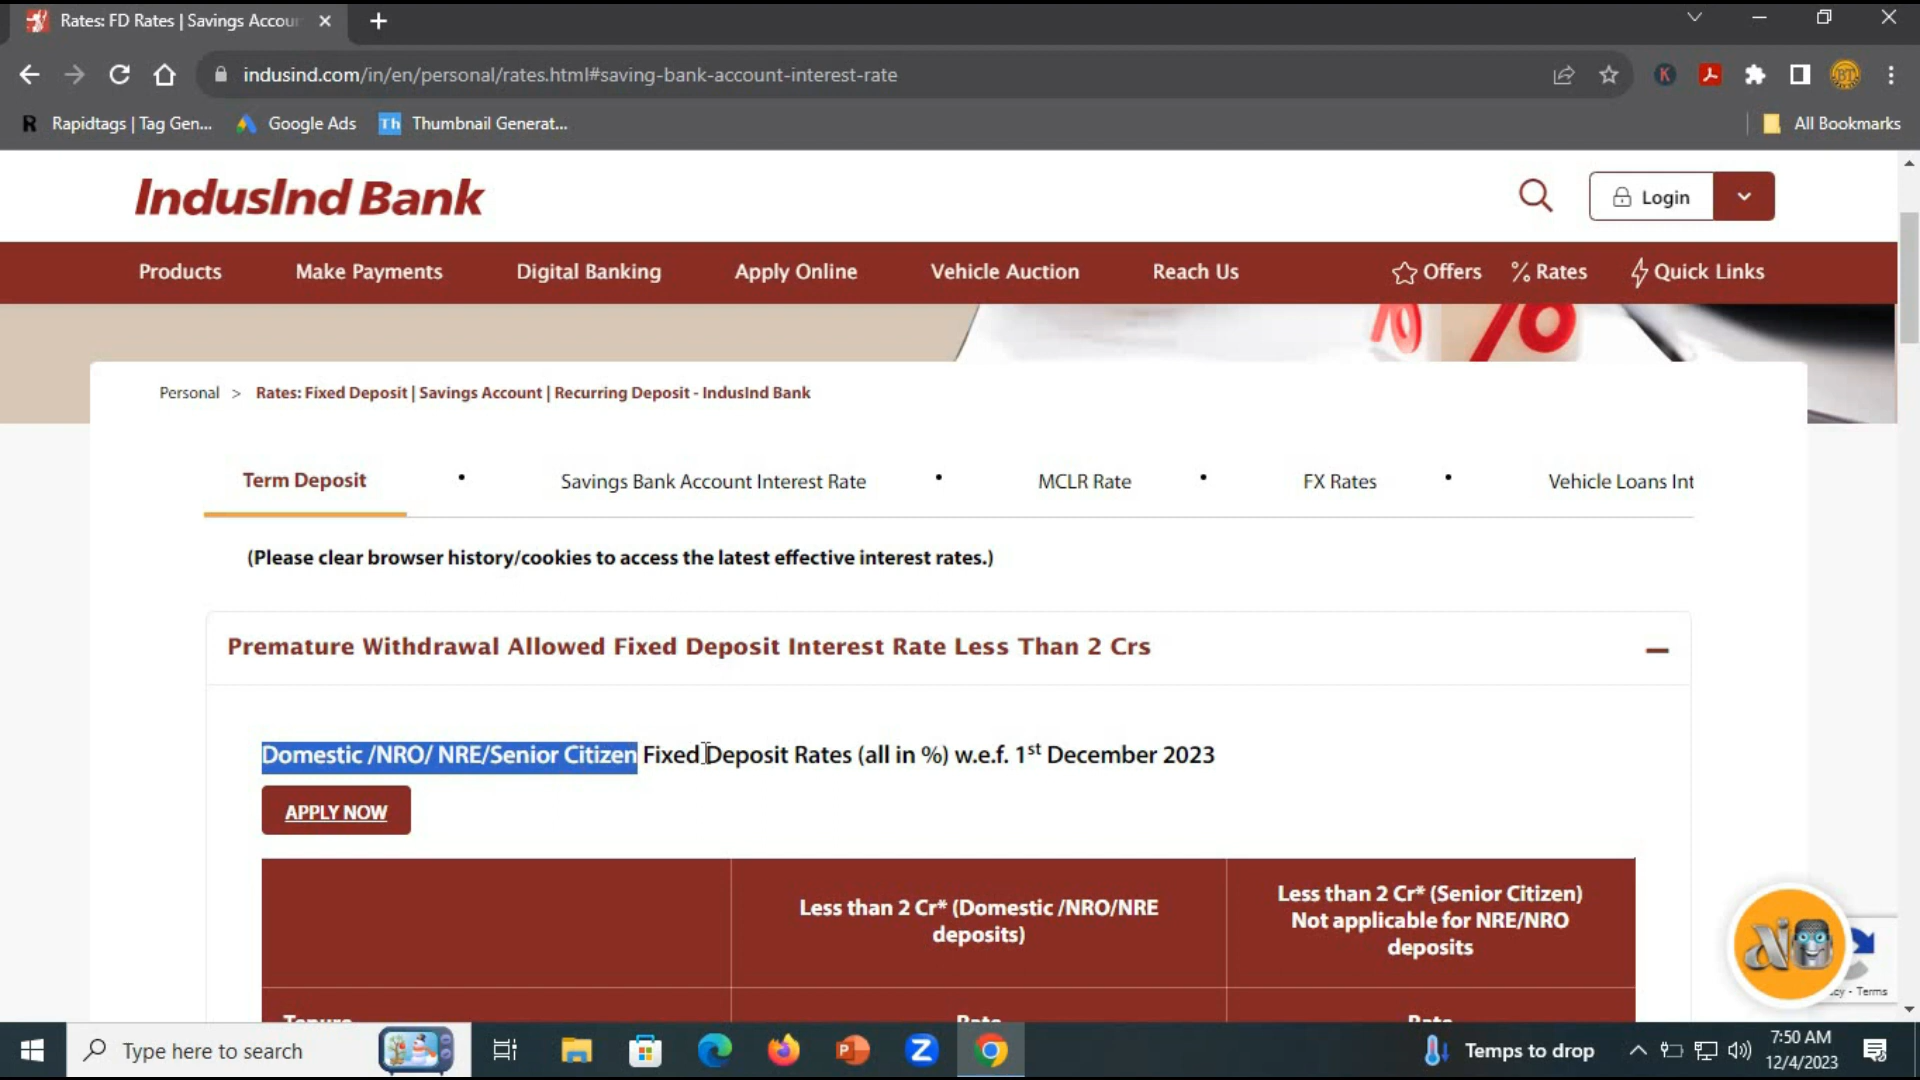 Rates: FD Rates | Savings Accou
indusind.com/in/en/personal/rates.html#saving-bank-account-interest-rate
K
R Rapidtags | Tag Gen...
Google Ads
Th Thumbnail Generat...
All Bookmarks
IndusInd Bank
Login
Products
Make Payments
Digital Banking
Apply Online
Vehicle Auction
Reach Us
Offers
% Rates
Quick Links
Personal > Rates: Fixed Deposit | Savings Account | Recurring Deposit - IndusInd Bank
Term Deposit • Savings Bank Account Interest Rate • MCLR Rate • FX Rates • Vehicle Loans Int
(Please clear browser history/cookies to access the latest effective interest rates.)
Premature Withdrawal Allowed Fixed Deposit Interest Rate Less Than 2 Crs
Domestic /NRO/ NRE/Senior Citizen Fixed Deposit Rates (all in %) w.e.f. 1st December 2023
APPLY NOW
Less than 2 Cr* (Domestic /NRO/NRE
deposits)
Less than 2 Cr* (Senior Citizen)
Not applicable for NRE/NRO
deposits
Tenure
Rate
Rate
- Terms
Type here to search
Temps to drop
7:50 AM
12/4/2023